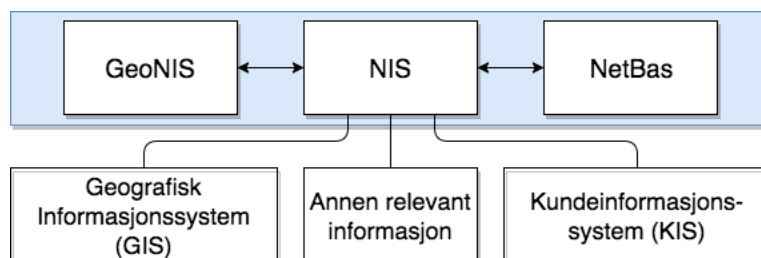 GeoNIS
NIS
NetBas
Geografisk
Informasjonssystem
(GIS)
Annen relevant
informasjon
Kundeinformasjons-
system (KIS)